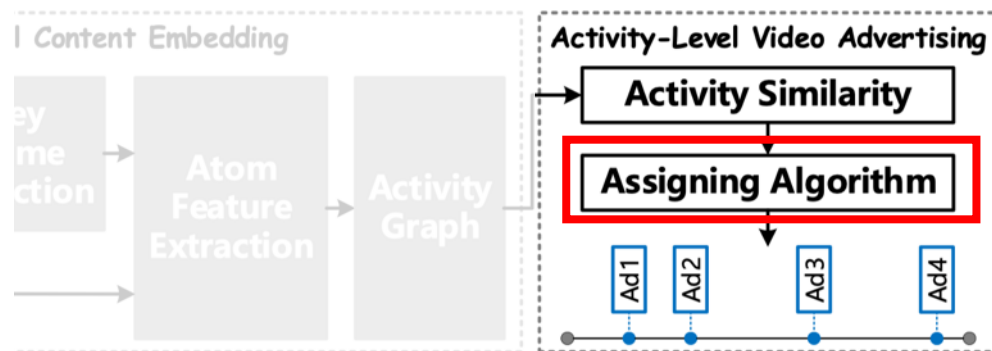 l Content Embedding
Activity-Level Video Advertising
ey
me
ction
Atom
Feature
Extraction
Activity
Graph
Activity Similarity
Assigning Algorithm
Ad1
Ad2
Ad3
Ad4